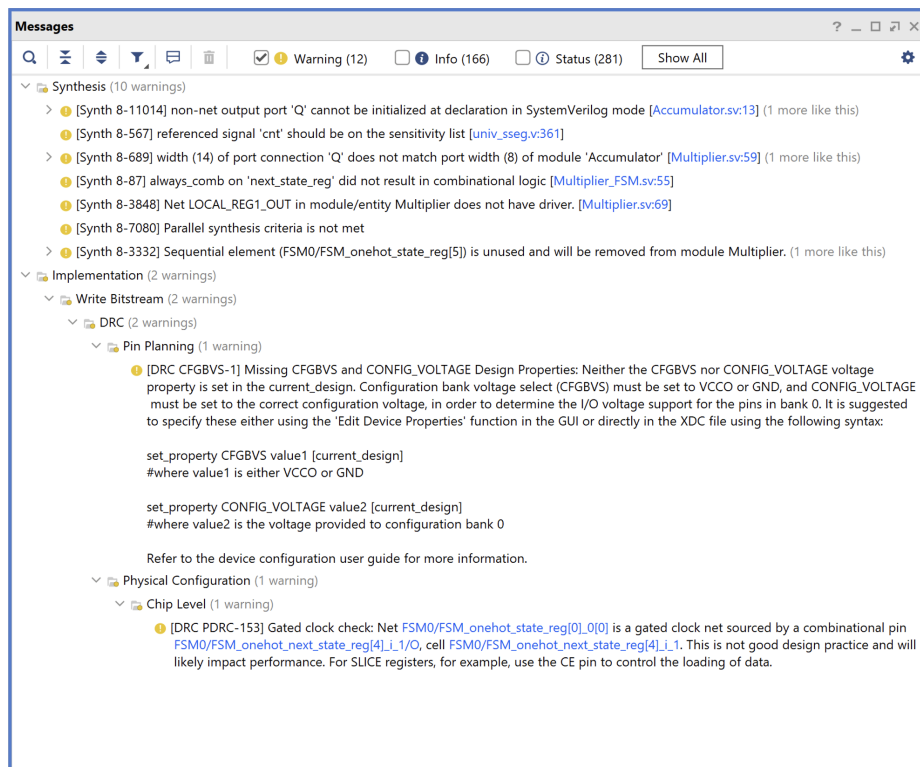 Messages
Warning (12) Info (166) Status (281) Show All
Synthesis (10 warnings)
[Synth 8-11014] non-net output port 'Q' cannot be initialized at declaration in SystemVerilog mode [Accumulator.sv:13] (1 more like this)
[Synth 8-567] referenced signal 'cnt' should be on the sensitivity list [univ_sseg.v:361]
[Synth 8-689] width (14) of port connection 'Q' does not match port width (8) of module 'Accumulator' [Multiplier.sv:59] (1 more like this)
[Synth 8-87] always_comb on 'next_state_reg' did not result in combinational logic [Multiplier_FSM.sv:55]
[Synth 8-3848] Net LOCAL_REG1_OUT in module/entity Multiplier does not have driver. [Multiplier.sv:69]
[Synth 8-7080] Parallel synthesis criteria is not met
[Synth 8-3332] Sequential element (FSM0/FSM_onehot_state_reg[5]) is unused and will be removed from module Multiplier. (1 more like this)
Implementation (2 warnings)
Write Bitstream (2 warnings)
DRC (2 warnings)
Pin Planning (1 warning)
[DRC CFGBVS-1] Missing CFGBVS and CONFIG_VOLTAGE Design Properties: Neither the CFGBVS nor CONFIG_VOLTAGE voltage
property is set in the current_design. Configuration bank voltage select (CFGBVS) must be set to VCCO or GND, and CONFIG_VOLTAGE
must be set to the correct configuration voltage, in order to determine the I/O voltage support for the pins in bank 0. It is suggested
to specify these either using the 'Edit Device Properties' function in the GUI or directly in the XDC file using the following syntax:
set_property CFGBVS value1 [current_design]
#where value1 is either VCCO or GND
set_property CONFIG_VOLTAGE value2 [current_design]
#where value2 is the voltage provided to configuration bank 0
Refer to the device configuration user guide for more information.
Physical Configuration (1 warning)
Chip Level (1 warning)
[DRC PDRC-153] Gated clock check: Net FSM0/FSM_onehot_state_reg[0]_0[0] is a gated clock net sourced by a combinational pin
FSM0/FSM_onehot_next_state_reg[4]_i_1/O, cell FSM0/FSM_onehot_next_state_reg[4]_i_1. This is not good design practice and will
likely impact performance. For SLICE registers, for example, use the CE pin to control the loading of data.